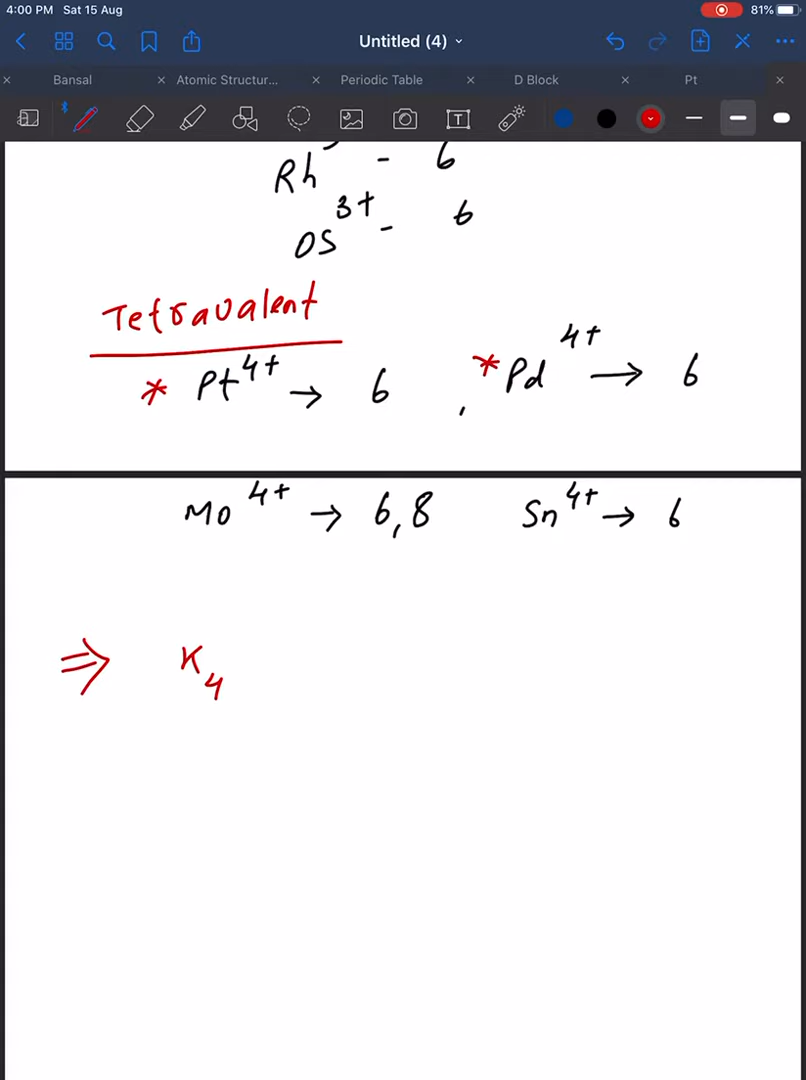 4:00 PM Sat 15 Aug 81%
Untitled (4)
Bansal Atomic Structur... Periodic Table D Block Pt
Rh - 6
OS3+ - 6
Tetravalent
* Pt4+ → 6 , *Pd4+ → 6
Mo4+ → 6,8 Sn4+ → 6
⇒ K4